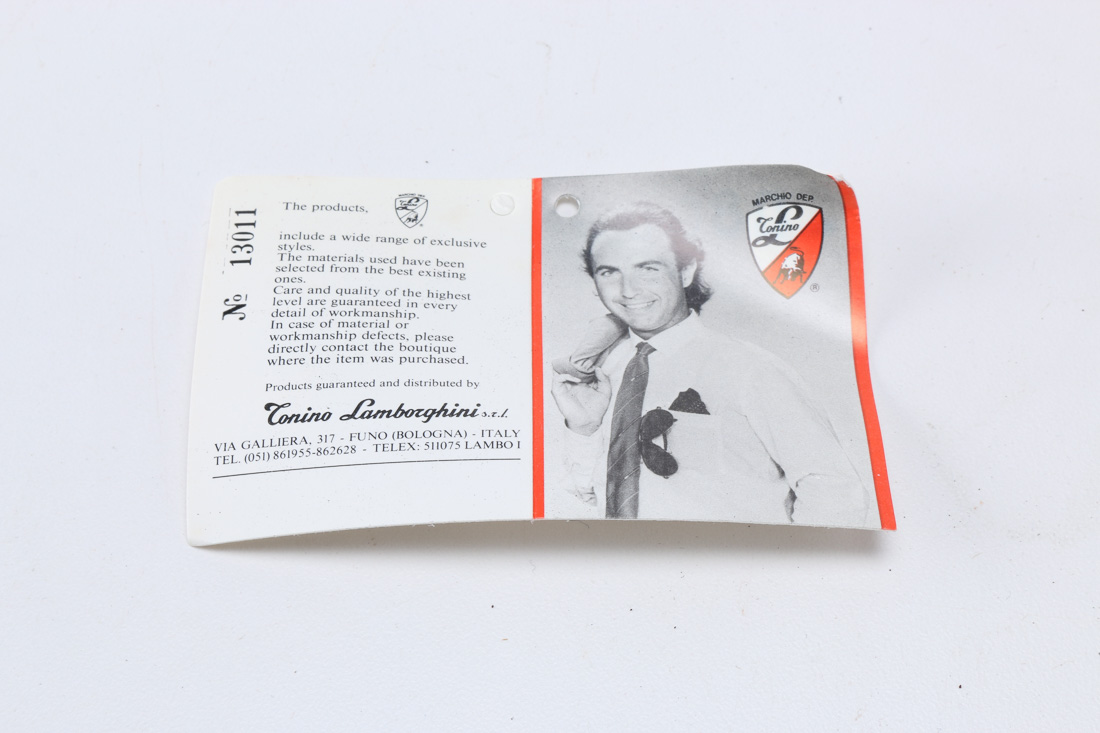 № 13011
The products,
MARCHIO DEP.
L
®
include a wide range of exclusive
styles.
The materials used have been
selected from the best existing
ones.
Care and quality of the highest
level are guaranteed in every
detail of workmanship.
In case of material or
workmanship defects, please
directly contact the boutique
where the item was purchased.
Products guaranteed and distributed by
Tonino Lamborghini s.r.l.
VIA GALLIERA, 317 - FUNO (BOLOGNA) - ITALY
TEL. (051) 861955-862628 - TELEX: 511075 LAMBO I
MARCHIO DEP.
L
Tonino
®